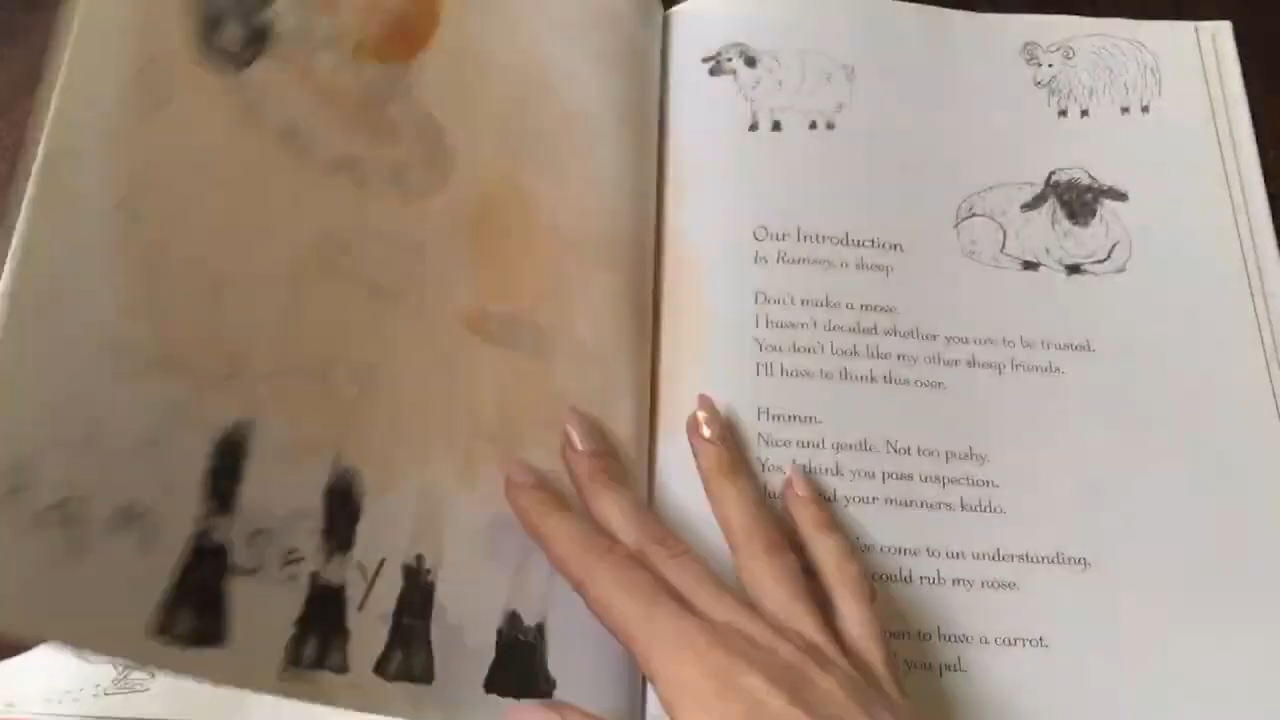 Our Introduction
by Ramsey, a sheep
Don't make a move.
I haven't decided whether you are to be trusted.
You don't look like my other sheep friends.
I'll have to think this over.
Hmmm.
Nice and gentle. Not too pushy.
Yes, I think you pass inspection.
your manners, kiddo.
come to an understanding,
could rub my nose.
to have a carrot.
you pal.